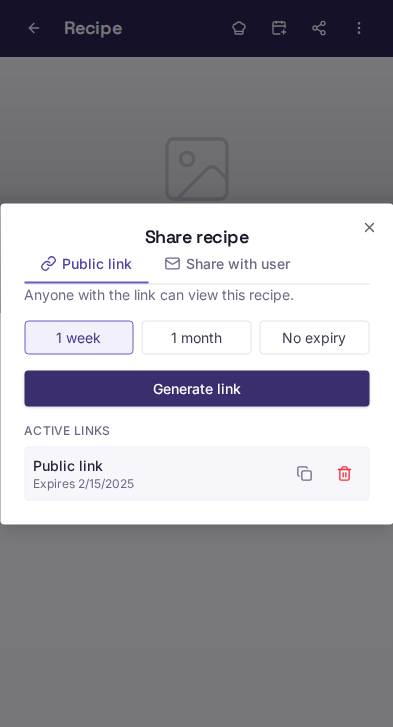 Recipe
Share recipe
Public link
Share with user
Anyone with the link can view this recipe.
1 week
1 month
No expiry
Generate link
ACTIVE LINKS
Public link
Expires 2/15/2025